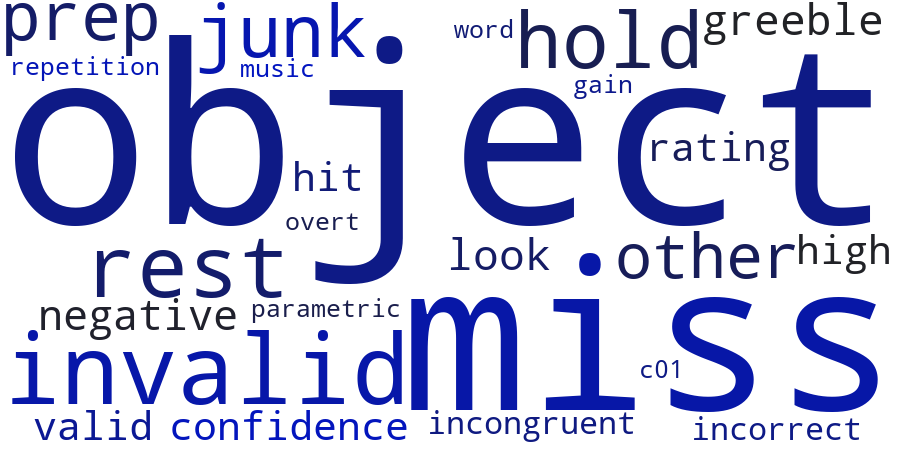 prep
junk
word
hold
greeble
repetition
music
gain
object
rating
hit
overt
rest
look
other
high
negative
parametric
miss
invalid
c01
valid
confidence
incongruent
incorrect